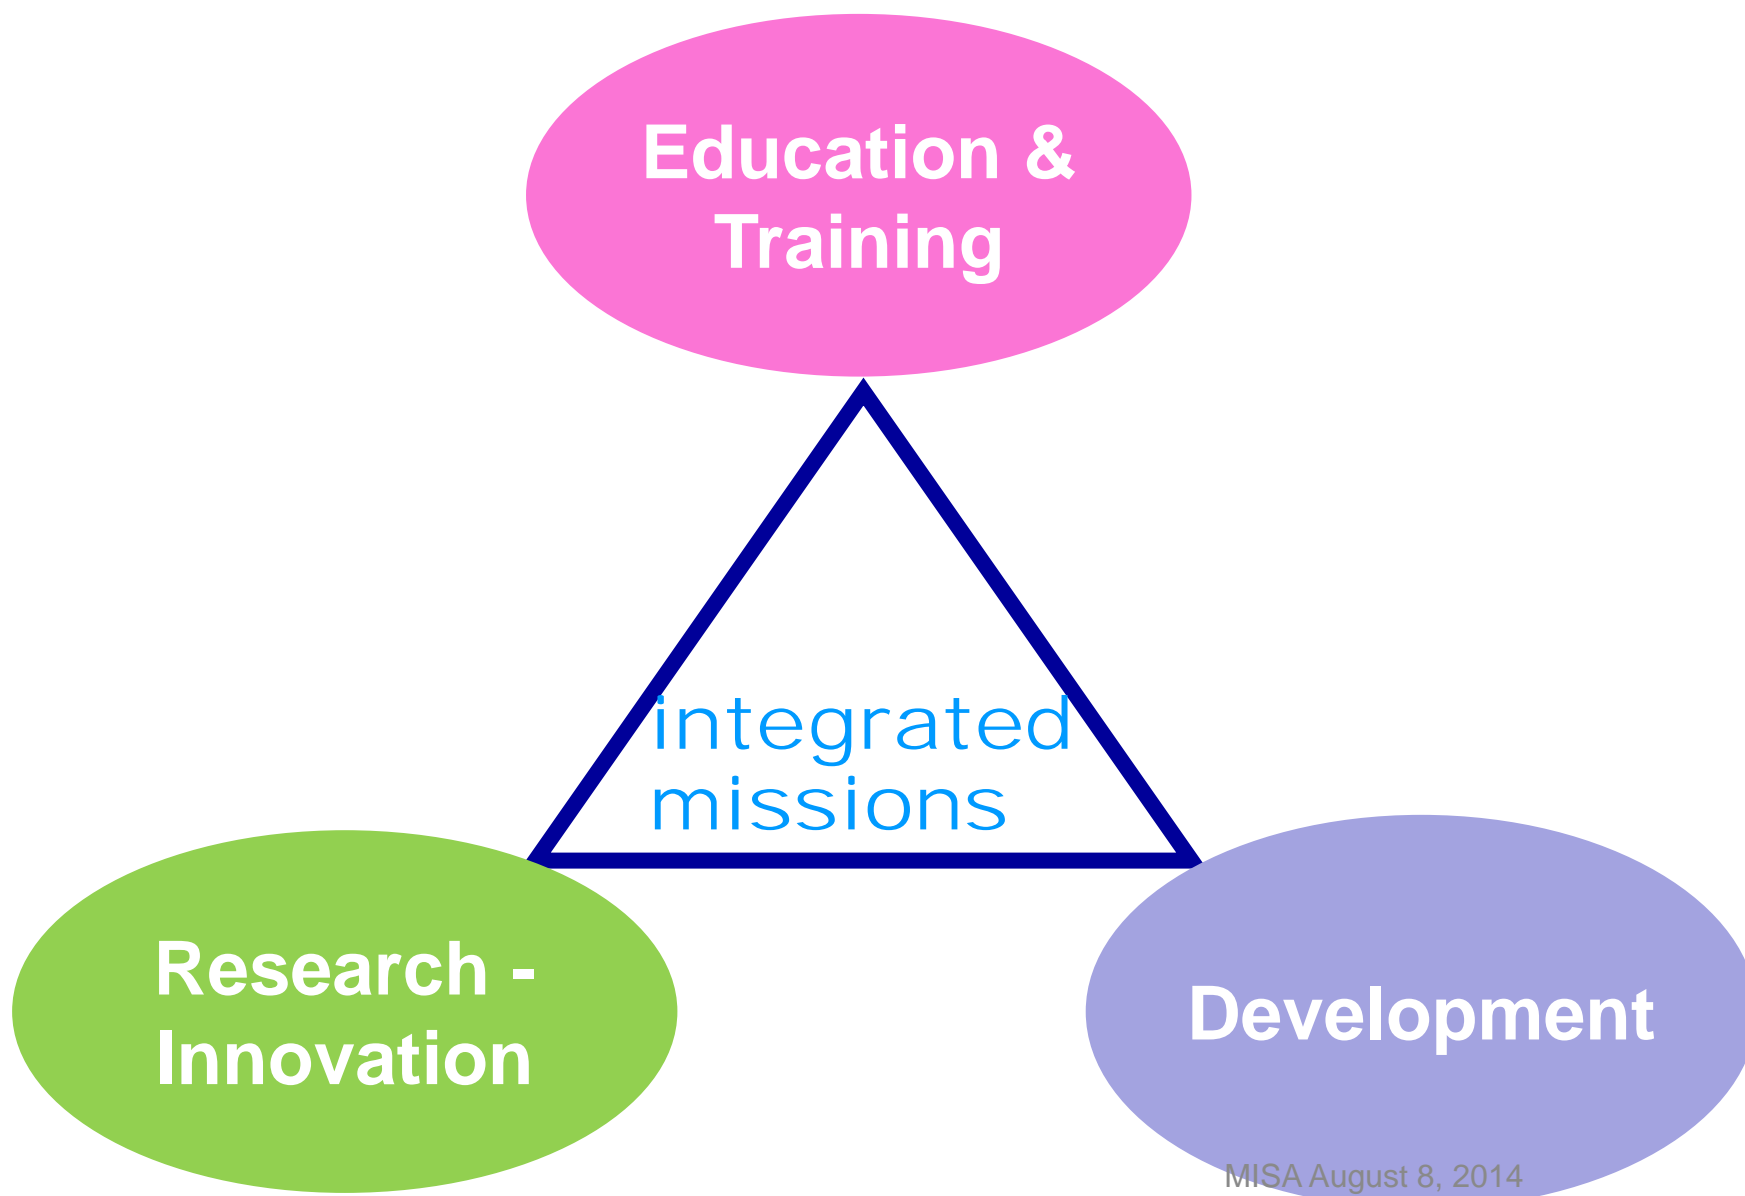 Education &
Training
integrated
missions
Research -
Innovation
Development
MISA August 8, 2014